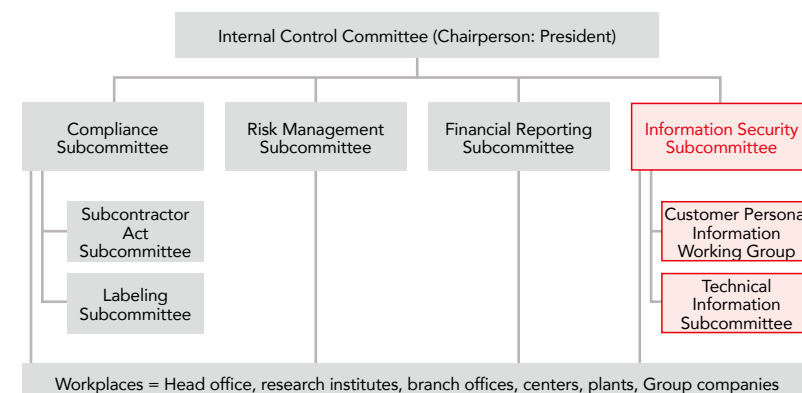 Internal Control Committee (Chairperson: President)
Compliance
Subcommittee
Risk Management
Subcommittee
Financial Reporting
Subcommittee
Information Security
Subcommittee
Subcontractor
Act
Subcommittee
Labeling
Subcommittee
Customer Persona
Information
Working Group
Technical
Information
Subcommittee
Workplaces = Head office, research institutes, branch offices, centers, plants, Group companies